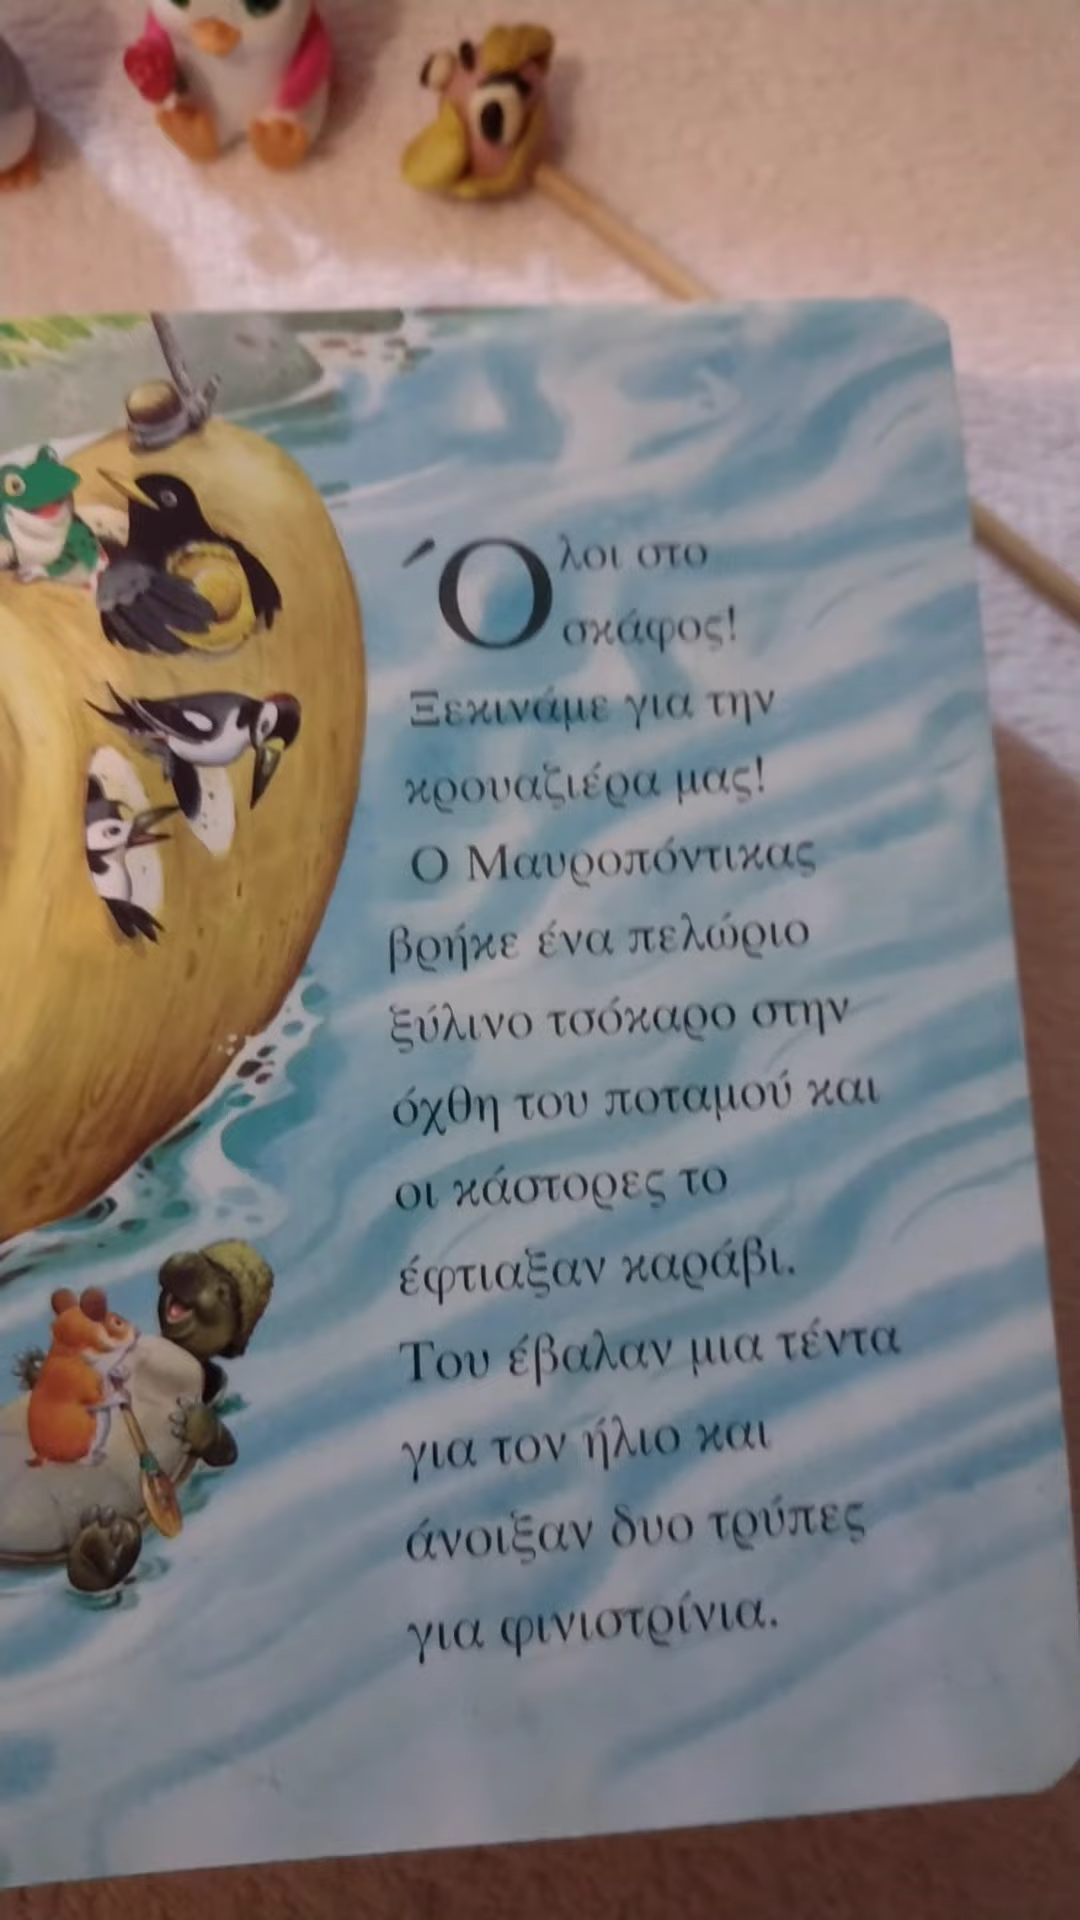 Όλοι στο
σκάφος!
Ξεκινάμε για την
κρουαζιέρα μας!
Ο Μαυροπόντικας
βρήκε ένα πελώριο
ξύλινο τσόκαρο στην
όχθη του ποταμού και
οι κάστορες το
έφτιαξαν καράβι.
Του έβαλαν μια τέντα
για τον ήλιο και
άνοιξαν δυο τρύπες
για φινιστρίνια.